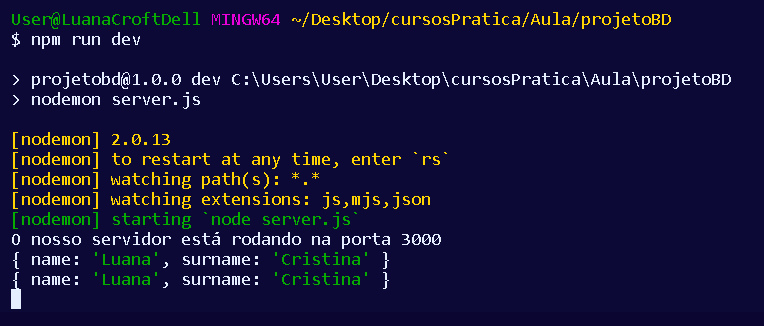 User@LuanaCroftDell MINGW64 ~/Desktop/cursosPratica/Aula/projetoBD
$ npm run dev
> projetobd@1.0.0 dev C:\Users\User\Desktop\cursosPratica\Aula\projetoBD
> nodemon server.js
[nodemon] 2.0.13
[nodemon] to restart at any time, enter `rs`
[nodemon] watching path(s): *.*
[nodemon] watching extensions: js,mjs,json
[nodemon] starting `node server.js`
O nosso servidor está rodando na porta 3000
{ name: 'Luana', surname: 'Cristina' }
{ name: 'Luana', surname: 'Cristina' }